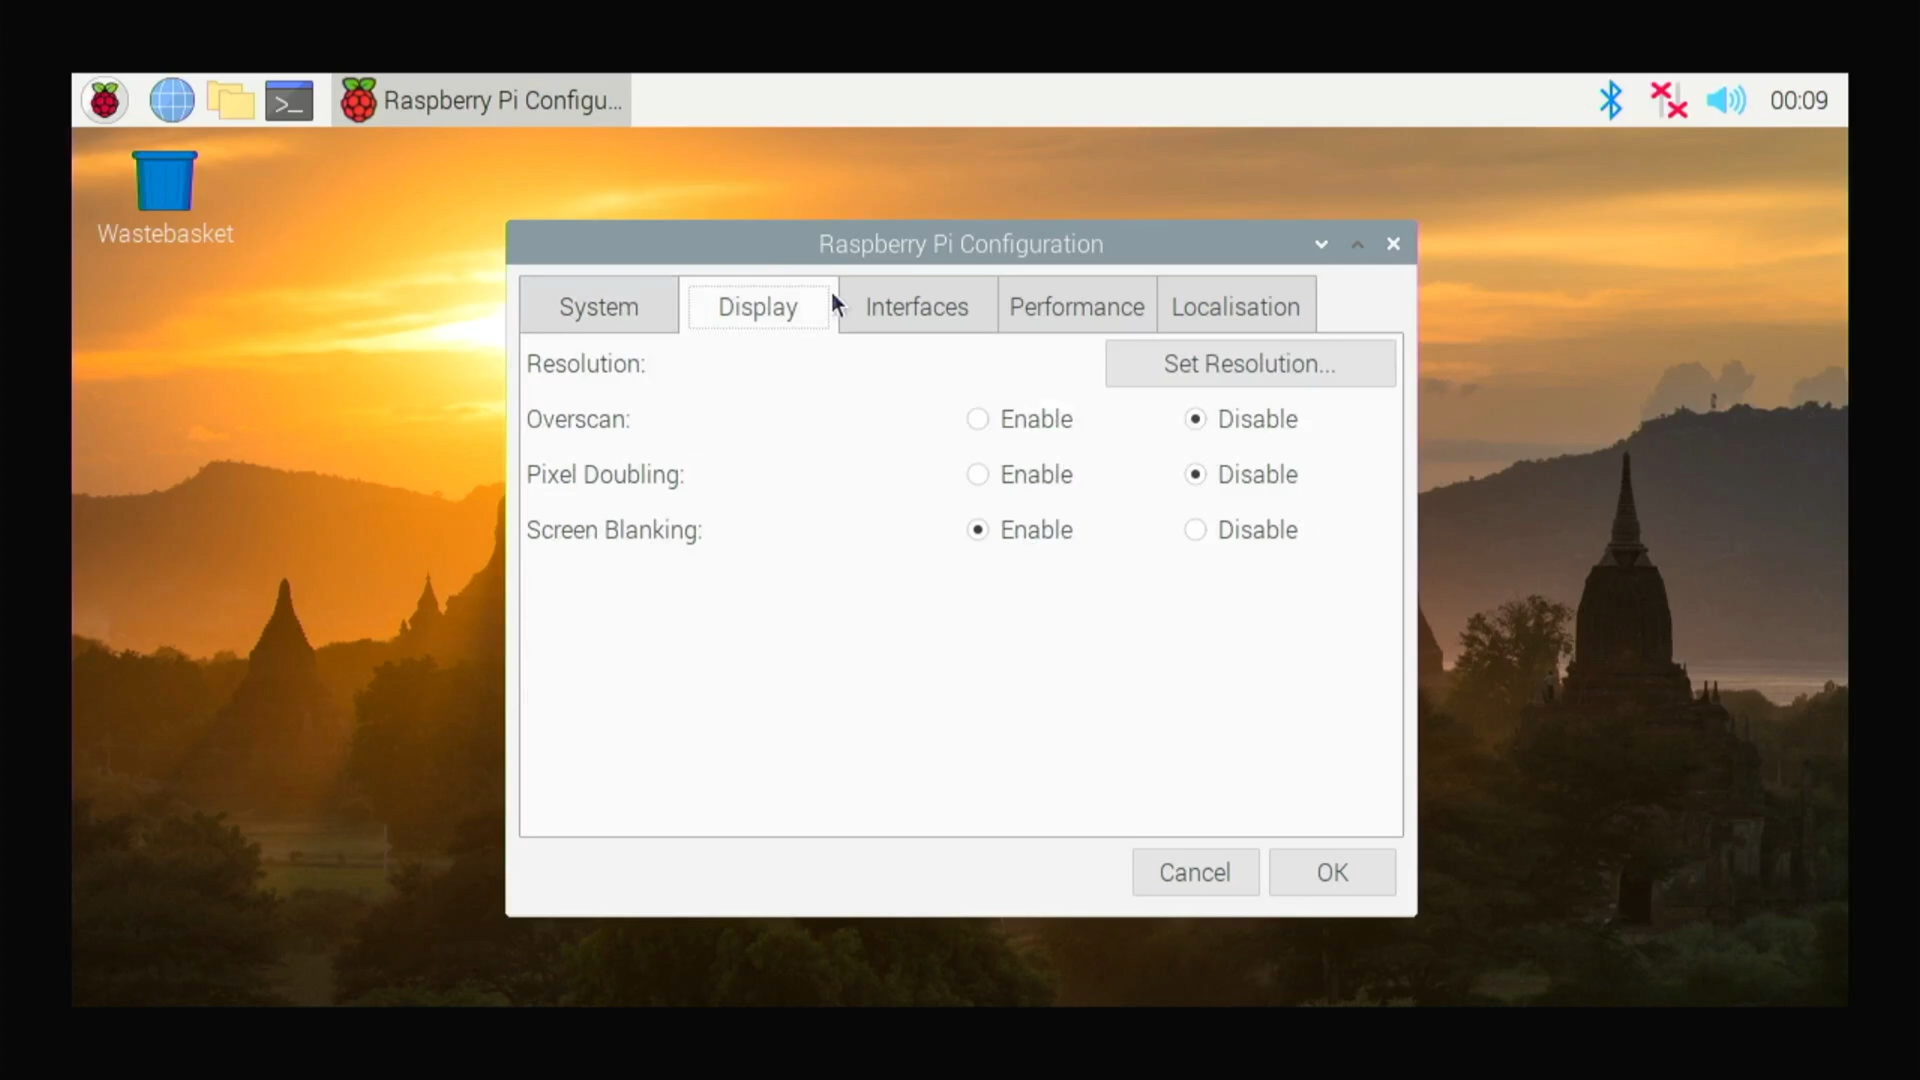 Raspberry Pi Configu...
00:09
Wastebasket
Raspberry Pi Configuration
System Display Interfaces Performance Localisation
Resolution: Set Resolution...
Overscan: Enable Disable
Pixel Doubling: Enable Disable
Screen Blanking: Enable Disable
Cancel OK